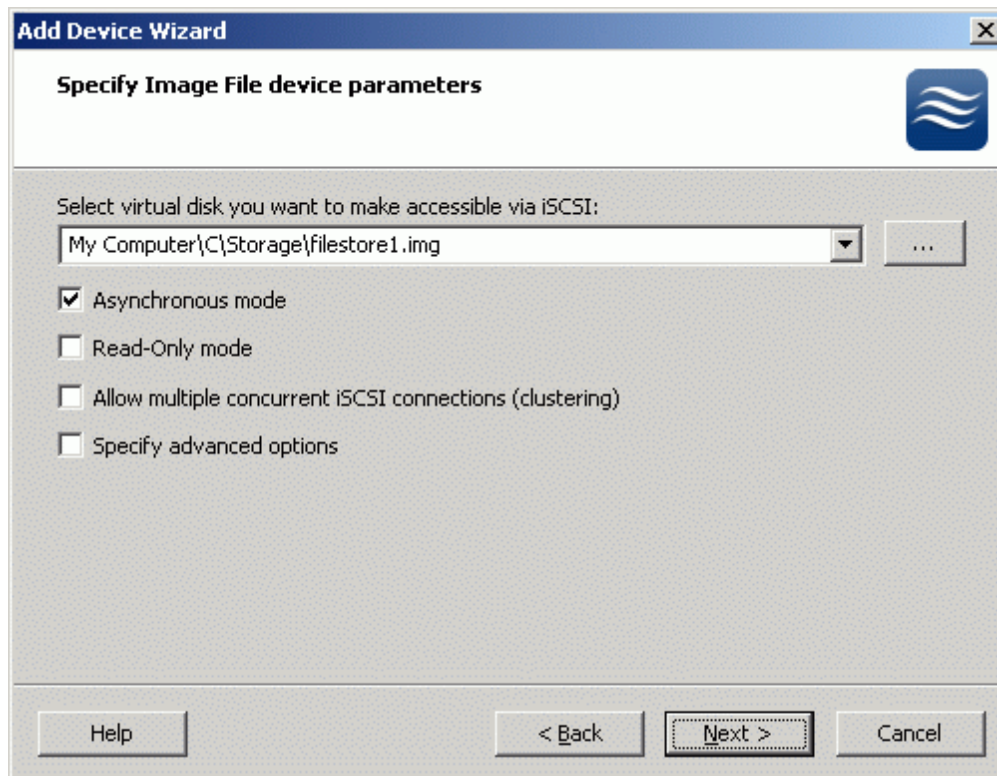 Add Device Wizard
Specify Image File device parameters
Select virtual disk you want to make accessible via iSCSI:
My Computer\C\Storage\filestore1.img
...
Asynchronous mode
Read-Only mode
Allow multiple concurrent iSCSI connections (clustering)
Specify advanced options
Help
< Back
Next >
Cancel